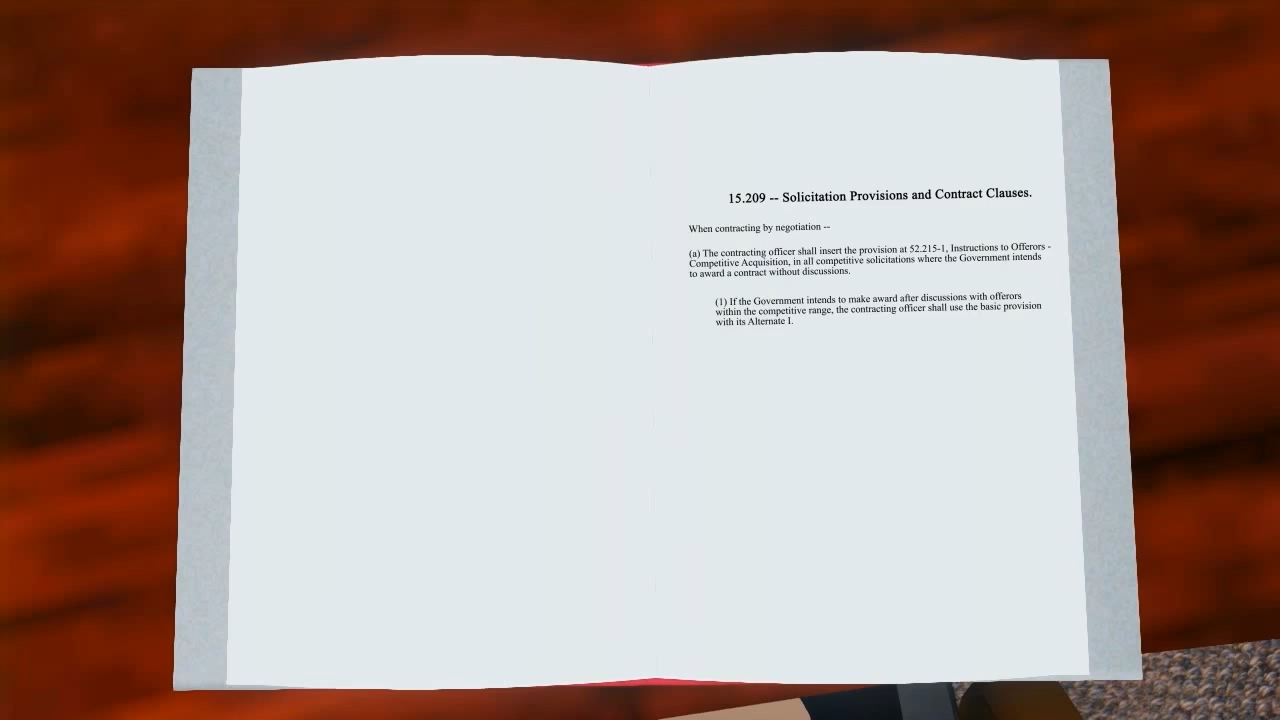 15.209 -- Solicitation Provisions and Contract Clauses.
When contracting by negotiation --
(a) The contracting officer shall insert the provision at 52.215-1, Instructions to Offerors -
Competitive Acquisition, in all competitive solicitations where the Government intends
to award a contract without discussions.
(1) If the Government intends to make award after discussions with offerors
within the competitive range, the contracting officer shall use the basic provision
with its Alternate I.